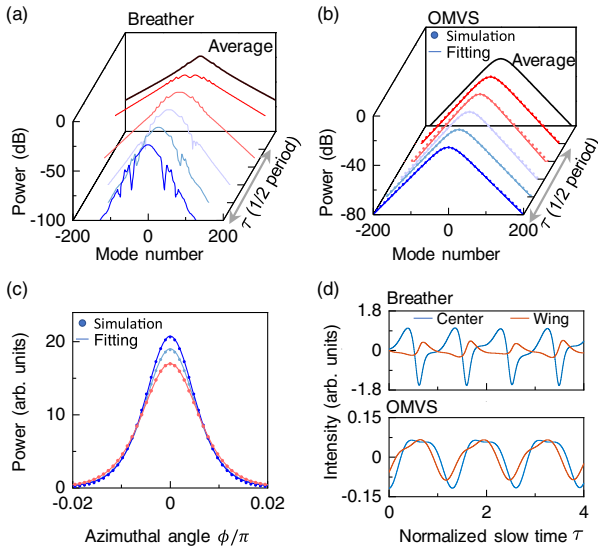 (a)
Breather
Average
0
-50
-100
Power (dB)
-200
0
200
Mode number
τ (1/2 period)
(b)
OMVS
Simulation
Fitting
Average
0
-20
-40
-60
-80
Power (dB)
-200
0
200
Mode number
τ (1/2 period)
(c)
Simulation
Fitting
20
10
0
Power (arb. units)
-0.02
0
0.02
Azimuthal angle ϕ/π
(d)
Breather
Center
Wing
1.8
0
-1.8
OMVS
0.15
0
-0.15
Intensity (arb. units)
0
2
4
Normalized slow time τ